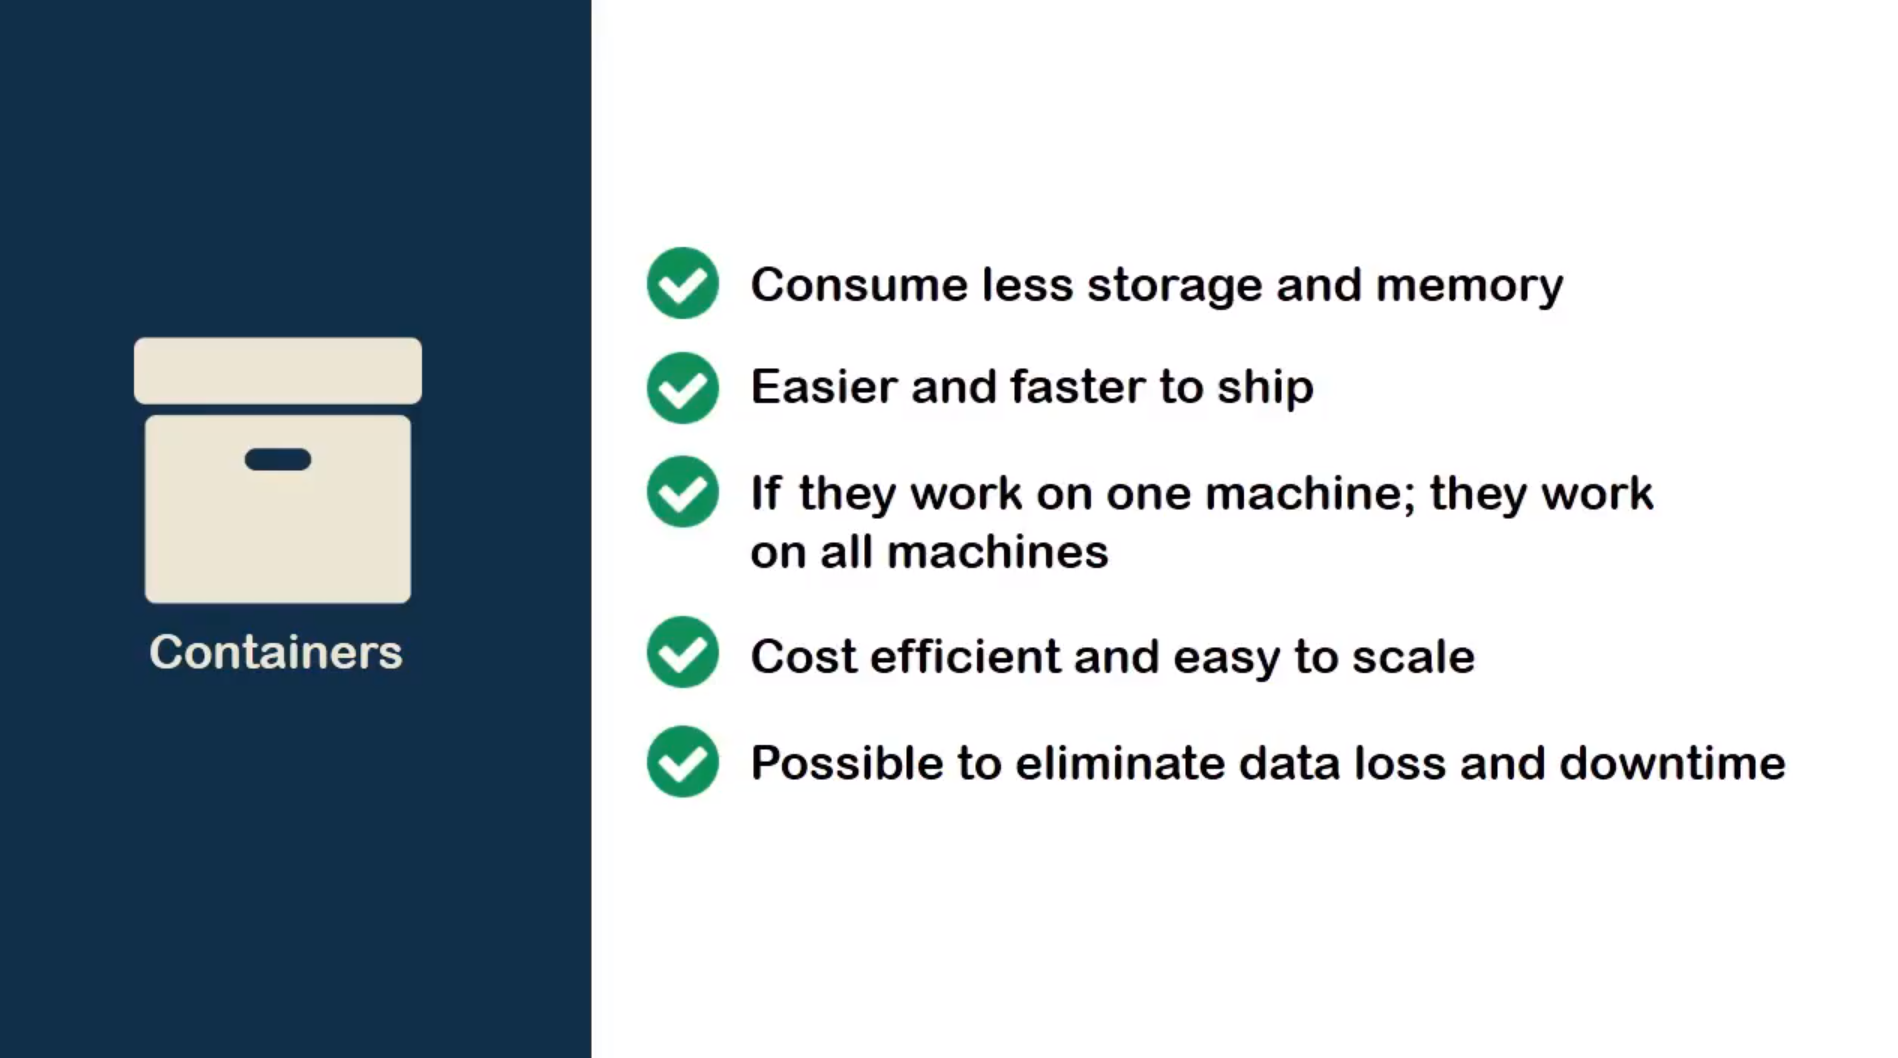 Containers
Consume less storage and memory
Easier and faster to ship
If they work on one machine; they work
on all machines
Cost efficient and easy to scale
Possible to eliminate data loss and downtime